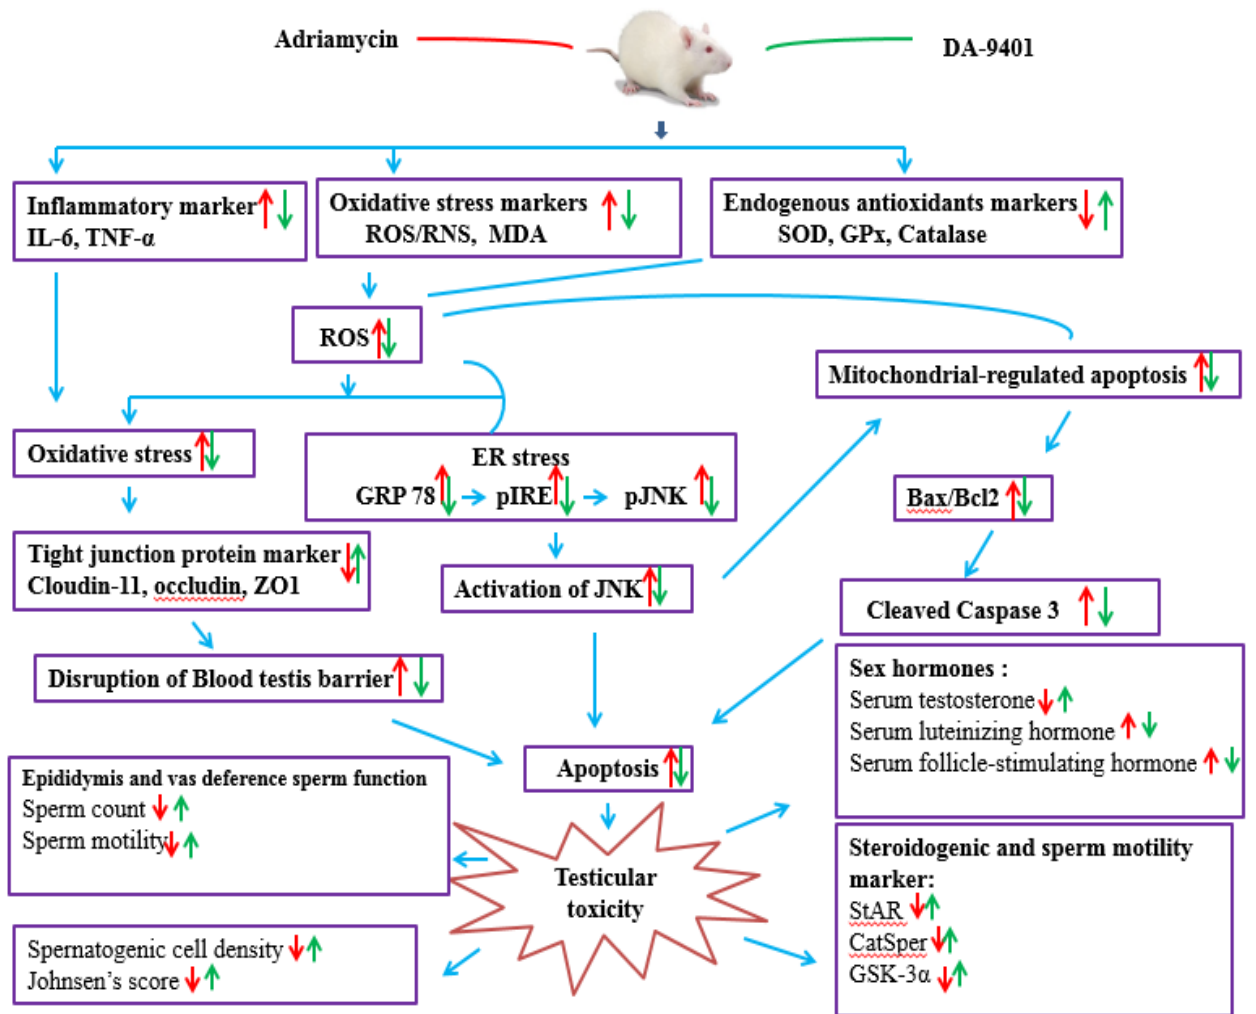 Adriamycin
DA-9401
Inflammatory marker
IL-6, TNF-α
Oxidative stress markers
ROS/RNS, MDA
Endogenous antioxidants markers
SOD, GPx, Catalase
ROS
Mitochondrial-regulated apoptosis
Oxidative stress
ER stress
GRP 78 pIRE pJNK
Bax/Bcl2
Tight junction protein marker
Cloudin-11, occludin, ZO1
Activation of JNK
Cleaved Caspase 3
Disruption of Blood testis barrier
Sex hormones :
Serum testosterone
Serum luteinizing hormone
Serum follicle-stimulating hormone
Apoptosis
Epididymis and vas deference sperm function
Sperm count
Sperm motility
Testicular
toxicity
Steroidogenic and sperm motility
marker:
StAR
CatSper
GSK-3α
Spernatogenic cell density
Johnsen’s score